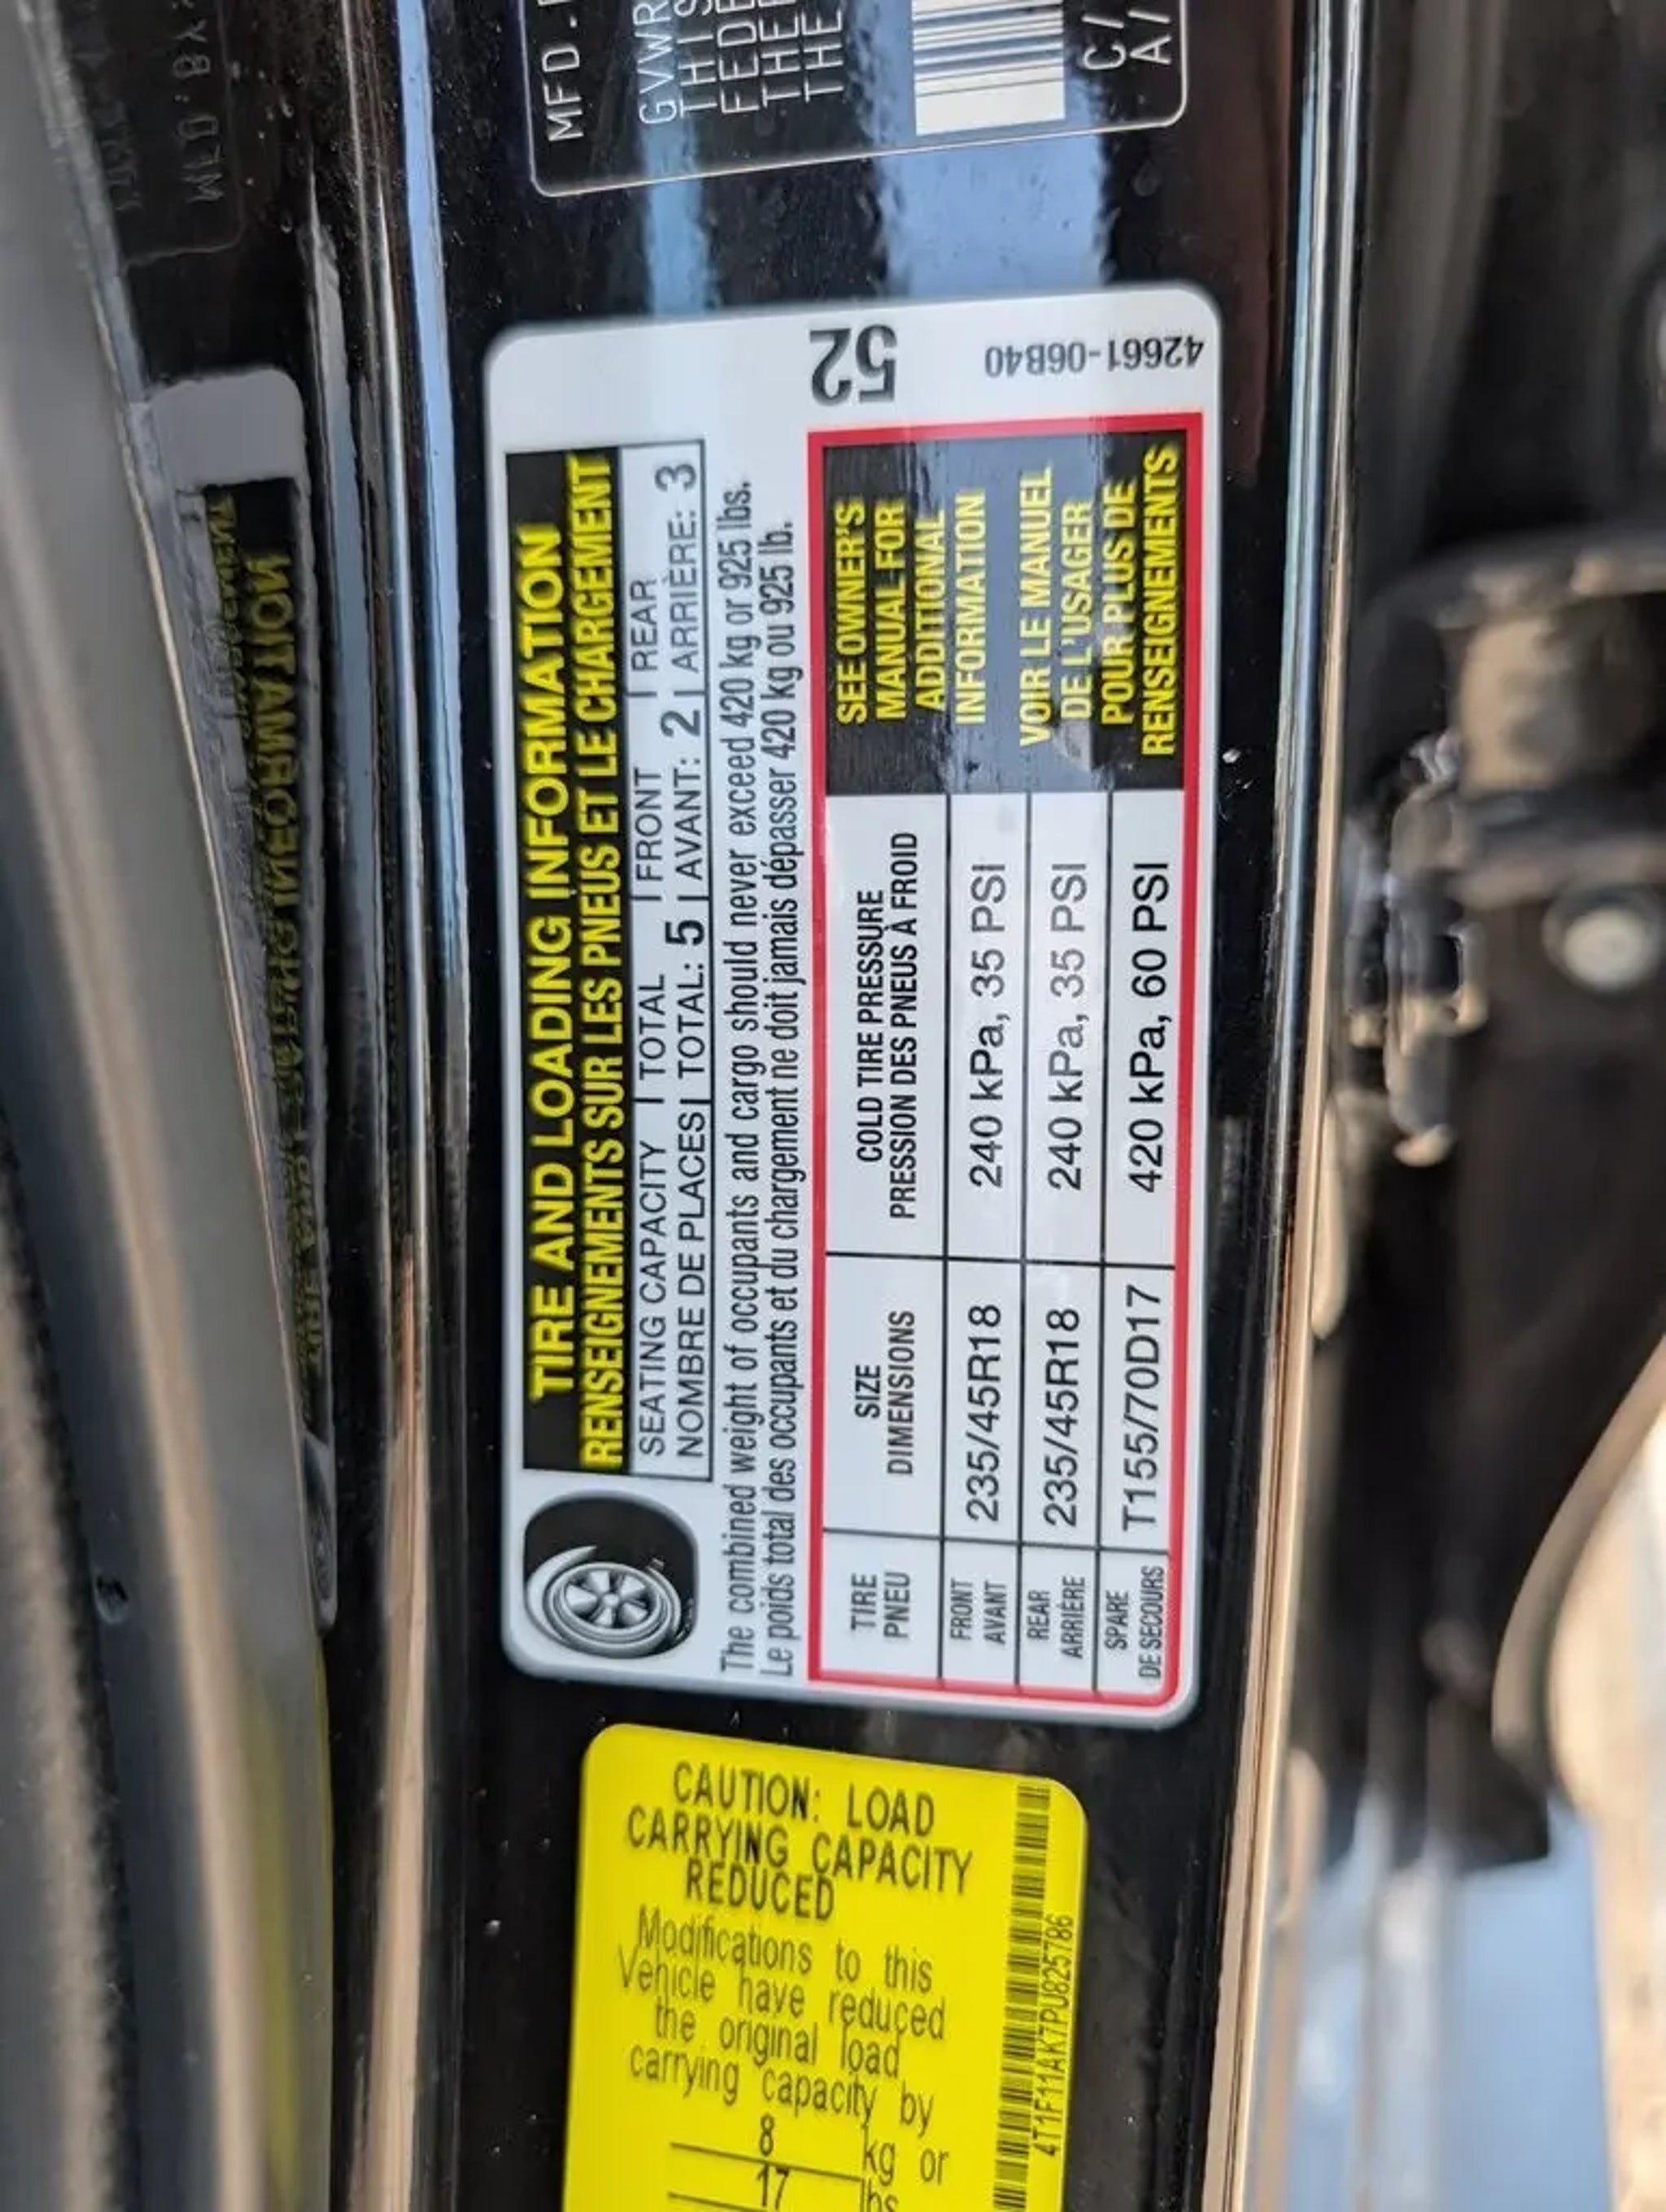 MFD.
GVWR
THIS
FEDE
THE
THE
C/
A/
TIRE AND LOADING INFORMATION
RENSEIGNEMENTS SUR LES PNEUS ET LE CHARGEMENT
SEATING CAPACITY | TOTAL | FRONT | REAR
NOMBRE DE PLACES | TOTAL: 5 | AVANT: 2 | ARRIÈRE: 3
The combined weight of occupants and cargo should never exceed 420 kg or 925 lbs.
Le poids total des occupants et du chargement ne doit jamais dépasser 420 kg ou 925 lb.
TIRE SIZE COLD TIRE PRESSURE
PNEU DIMENSIONS PRESSION DES PNEUS À FROID
FRONT
AVANT 235/45R18 240 kPa, 35 PSI
REAR
ARRIÈRE 235/45R18 240 kPa, 35 PSI
SPARE
DE SECOURS T155/70D17 420 kPa, 60 PSI
SEE OWNER'S
MANUAL FOR
ADDITIONAL
INFORMATION
VOIR LE MANUEL
DE L'USAGER
POUR PLUS DE
RENSEIGNEMENTS
52
42661-06B40
CAUTION: LOAD
CARRYING CAPACITY
REDUCED
Modifications to this
Vehicle have reduced
the original load
carrying capacity by
8 kg or
17 lbs
4T1F11AK7PU825786